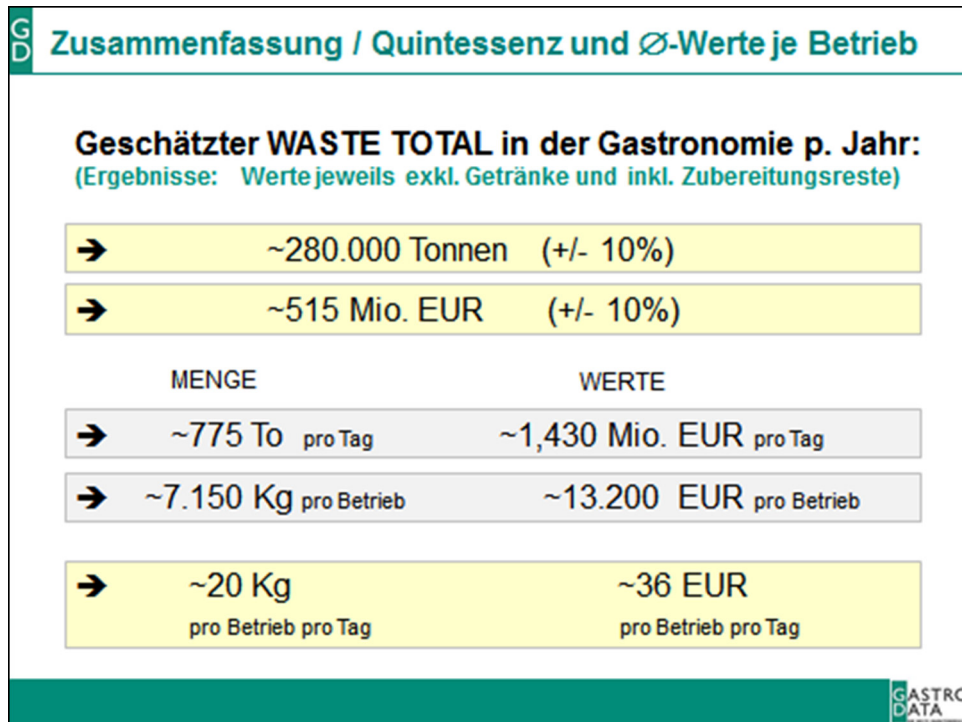 GD
Zusammenfassung / Quintessenz und Ø-Werte je Betrieb
Geschätzter WASTE TOTAL in der Gastronomie p. Jahr:
(Ergebnisse: Werte jeweils exkl. Getränke und inkl. Zubereitungsreste)
➔ ~280.000 Tonnen (+/- 10%)
➔ ~515 Mio. EUR (+/- 10%)
MENGE WERTE
➔ ~775 To pro Tag ~1,430 Mio. EUR pro Tag
➔ ~7.150 Kg pro Betrieb ~13.200 EUR pro Betrieb
➔ ~20 Kg ~36 EUR
pro Betrieb pro Tag pro Betrieb pro Tag
GASTRO
DATA